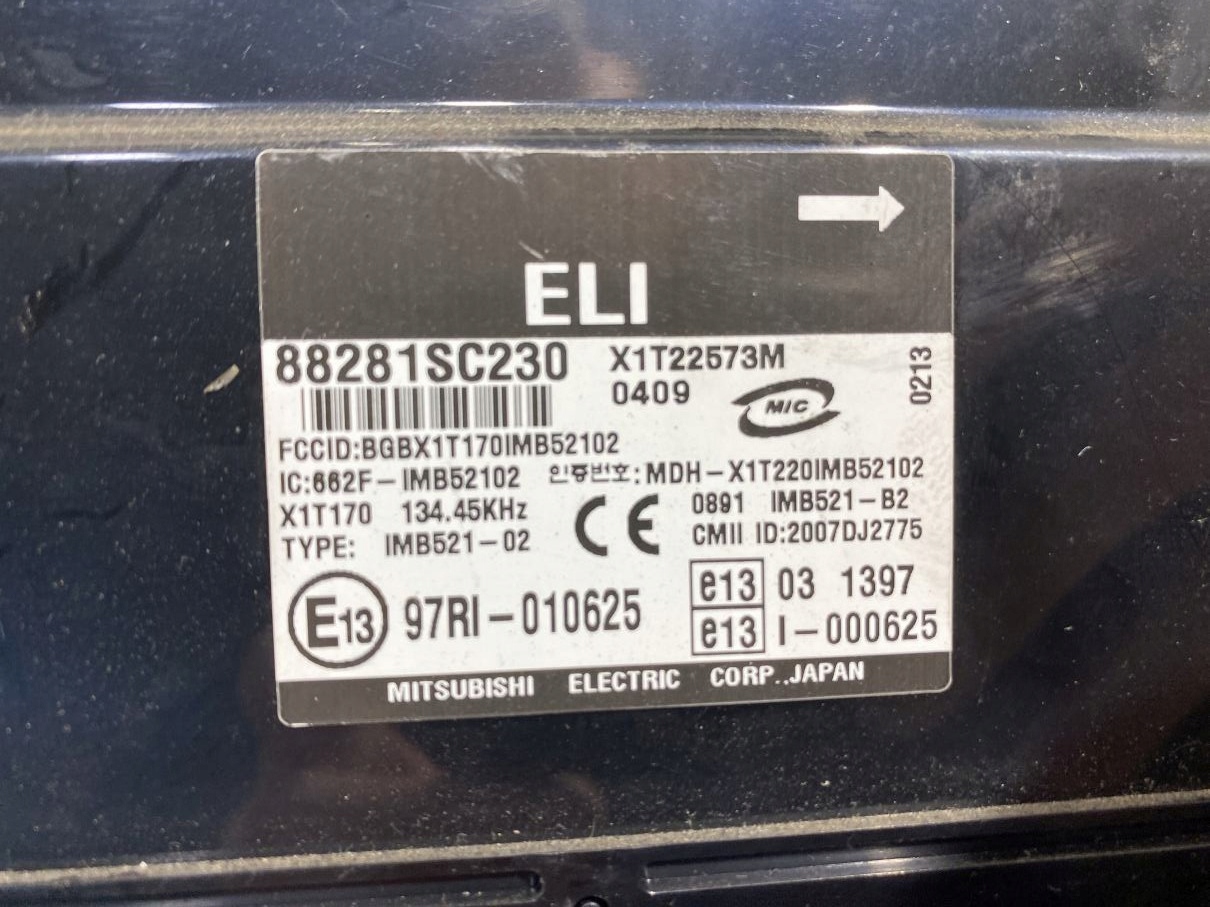 ELI
88281SC230 X1T22573M
0409
MIC
0213
FCCID:BGBX1T170IMB52102
IC:662F-IMB52102 인증번호:MDH-X1T220IMB52102
X1T170 134.45KHz CE 0891 IMB521-B2
TYPE: IMB521-02 CMII ID:2007DJ2775
E13 97RI-010625 e13 03 1397
e13 I-000625
MITSUBISHI ELECTRIC CORP..JAPAN